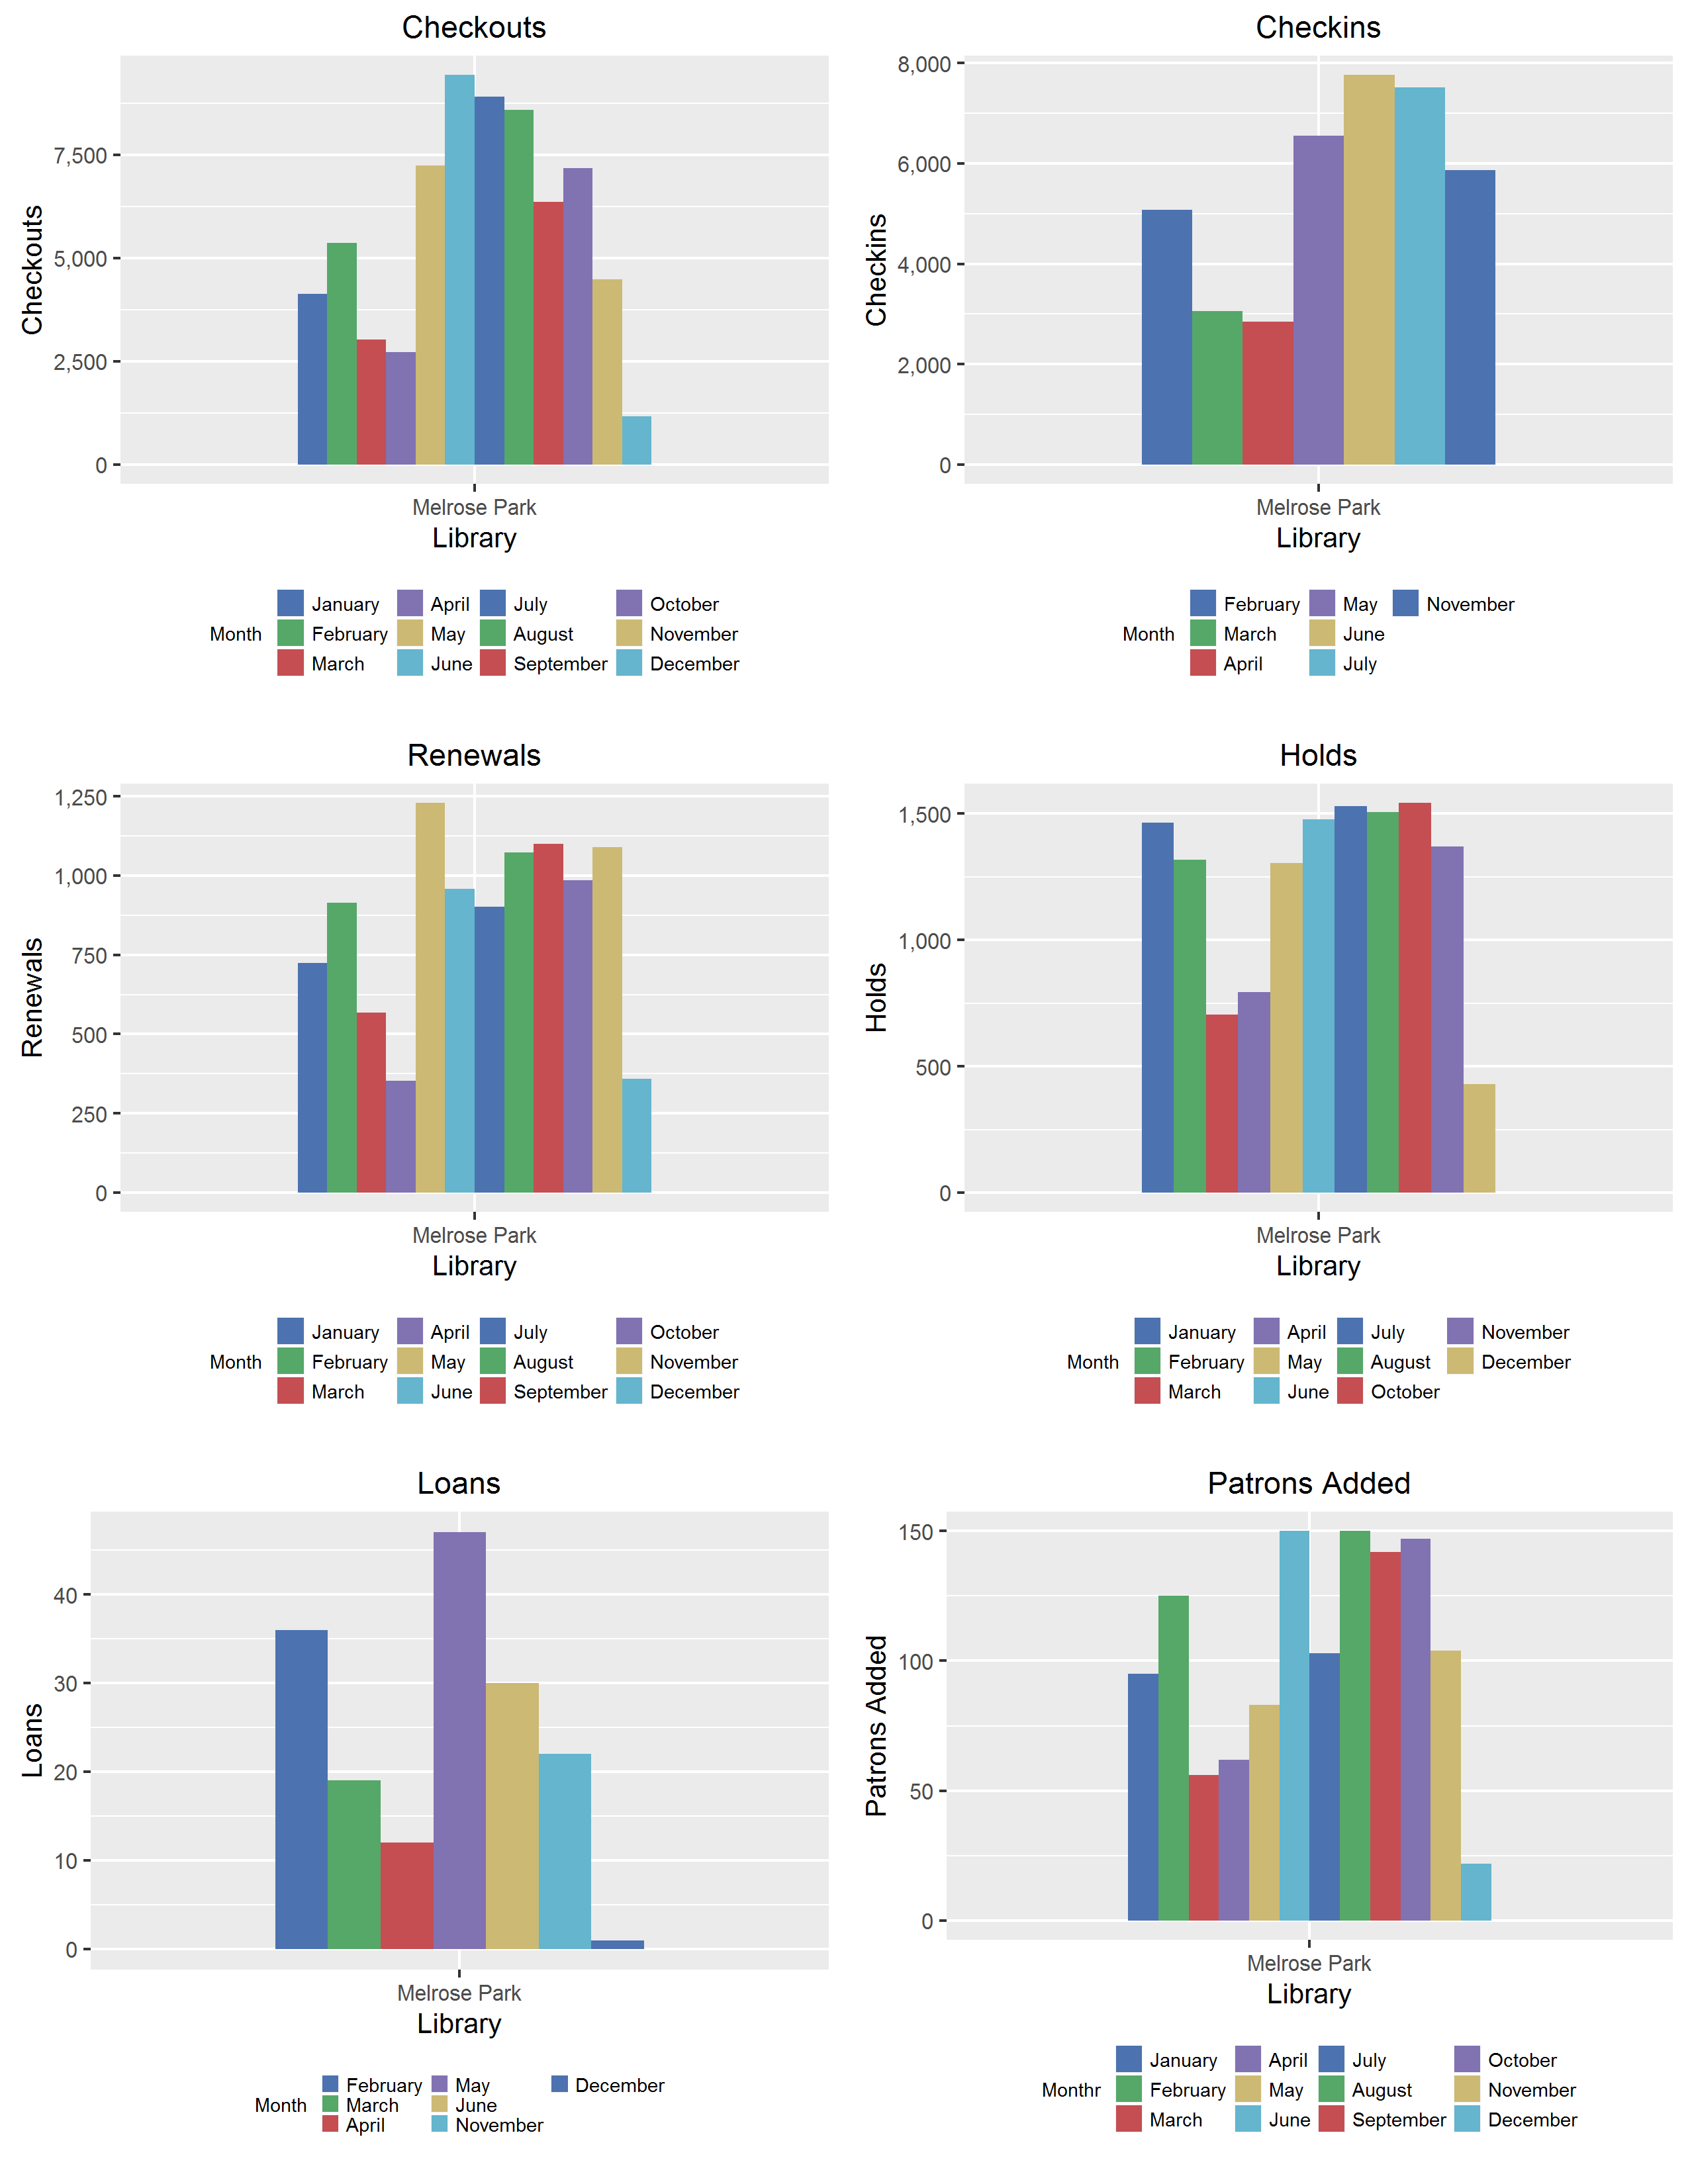 Checkouts
Checkouts
7,500
5,000
2,500
0
Melrose Park
Library
Month
January
February
March
April
May
June
July
August
September
October
November
December
Checkins
Checkins
8,000
6,000
4,000
2,000
0
Melrose Park
Library
Month
February
March
April
May
June
July
November
Renewals
Renewals
1,250
1,000
750
500
250
0
Melrose Park
Library
Month
January
February
March
April
May
June
July
August
September
October
November
December
Holds
Holds
1,500
1,000
500
0
Melrose Park
Library
Month
January
February
March
April
May
June
July
August
October
November
December
Loans
Loans
40
30
20
10
0
Melrose Park
Library
Month
February
March
April
May
June
November
December
Patrons Added
Patrons Added
150
100
50
0
Melrose Park
Library
Monthr
January
February
March
April
May
June
July
August
September
October
November
December